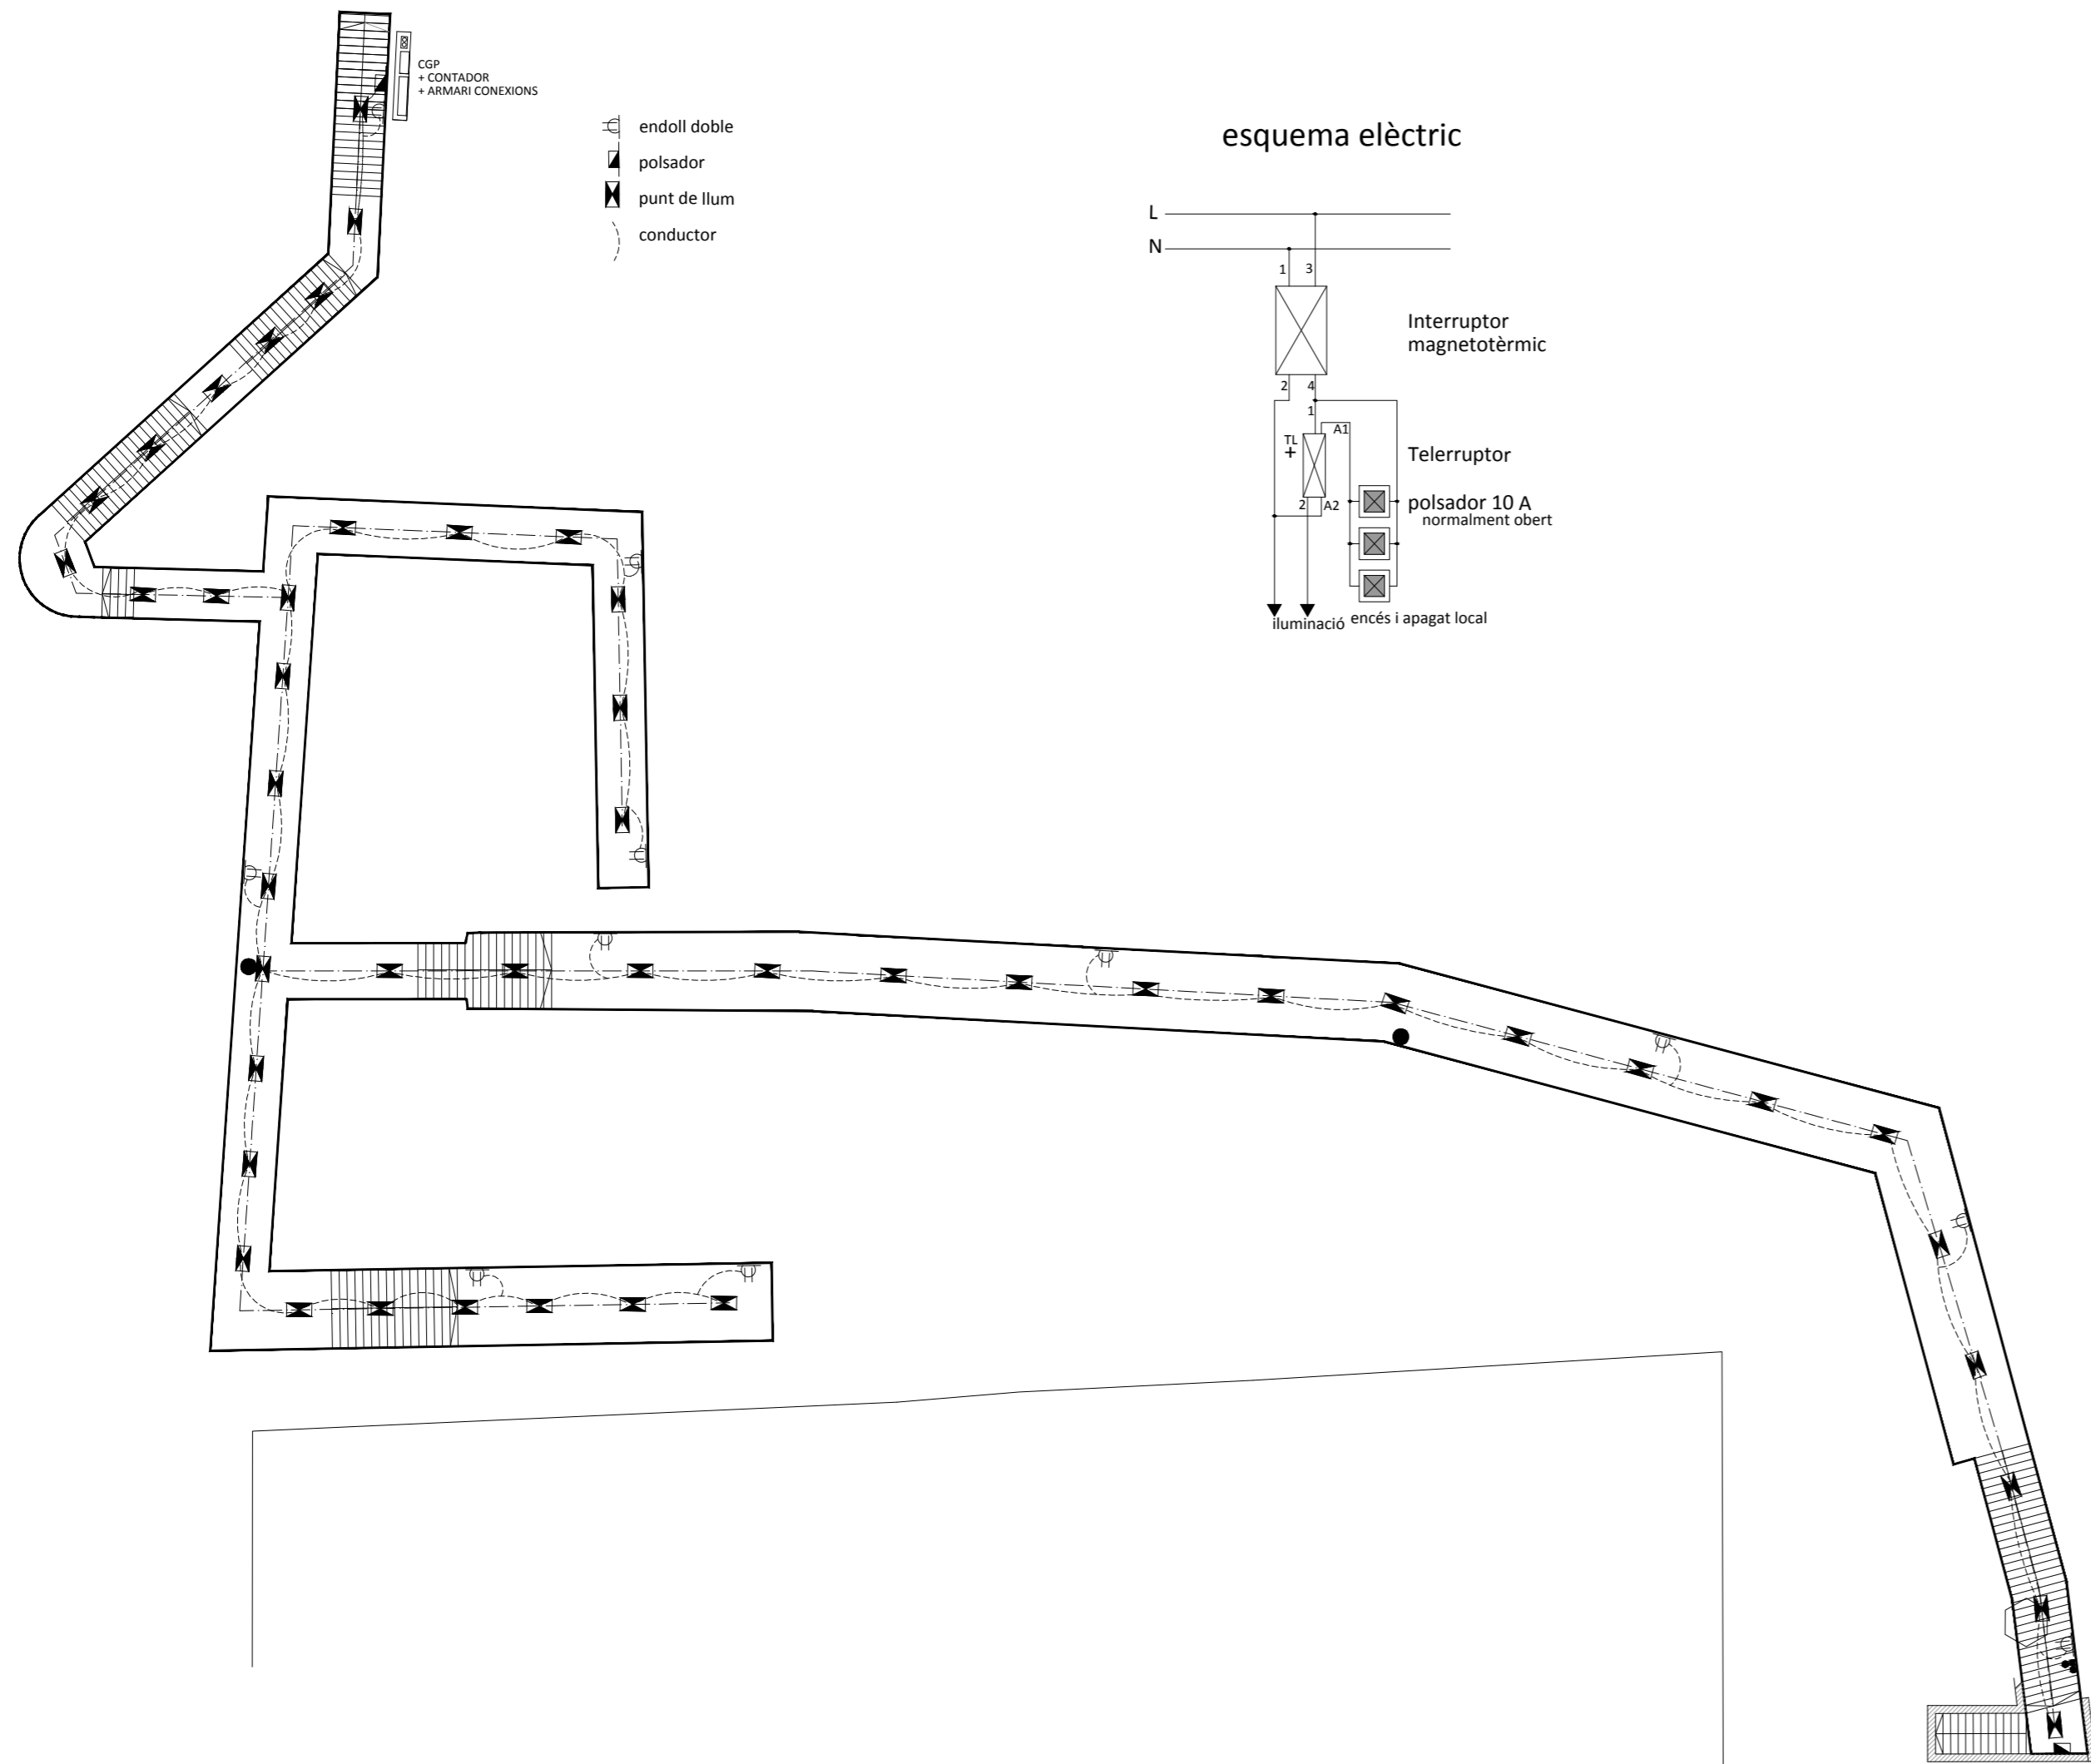 CGP
+ CONTADOR
+ ARMARI CONEXIONS
endoll doble
polsador
punt de llum
conductor
esquema elèctric
L
N
1 3
Interruptor
magnetotèrmic
2 4
1
A1
TL
+
Telerruptor
2 A2
polsador 10 A
normalment obert
iluminació
encés i apagat local